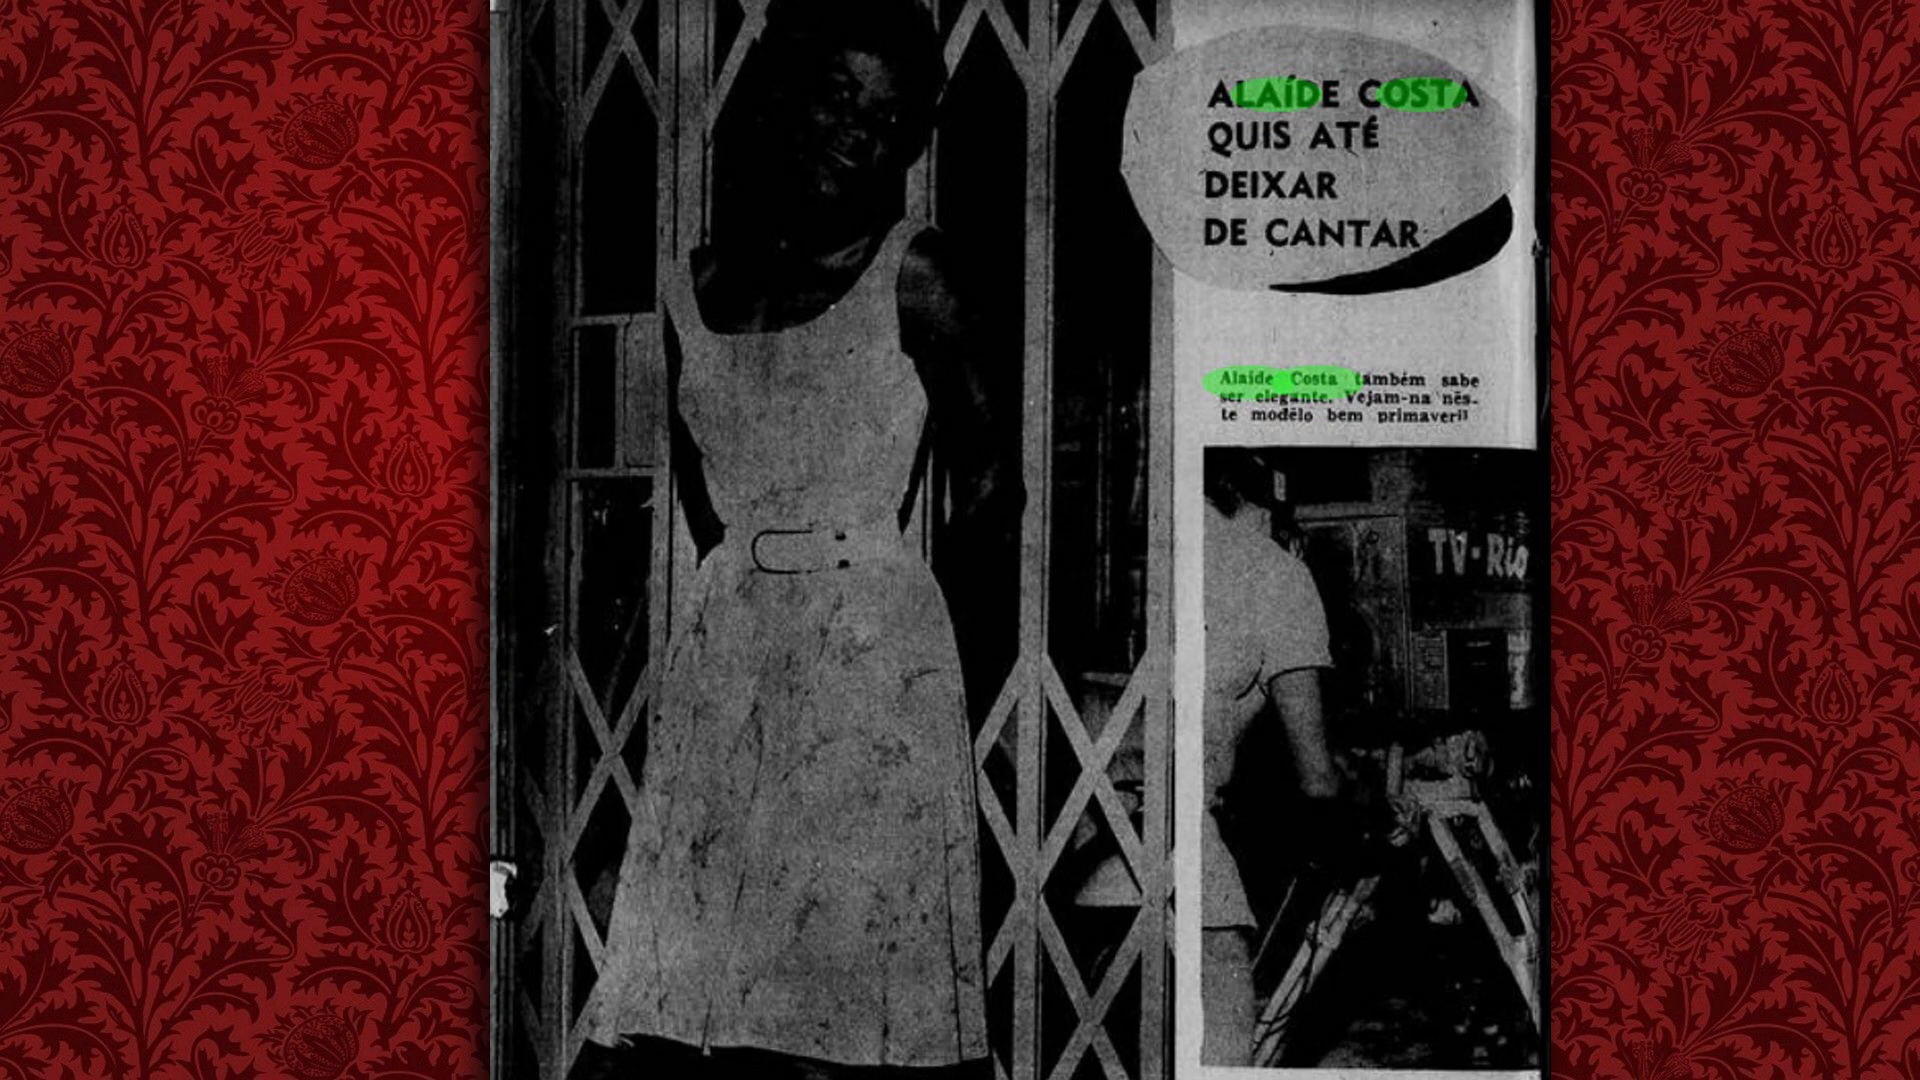 ALAÍDE COSTA
QUIS ATÉ
DEIXAR
DE CANTAR
Alaíde Costa também sabe
ser elegante. Vejam-na nês-
te modêlo bem primaveril
TV-Rio